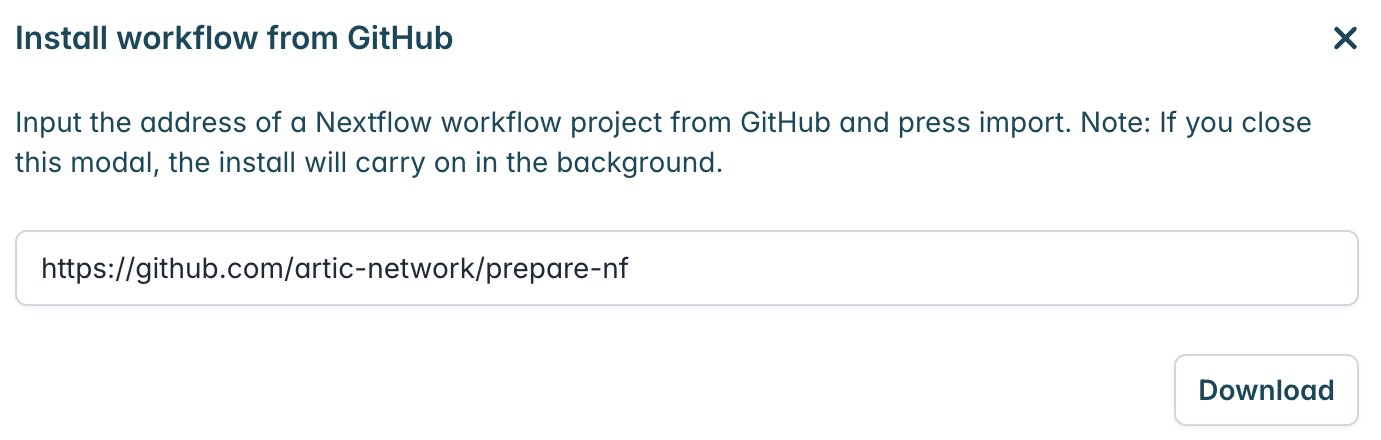 Install workflow from GitHub
Input the address of a Nextflow workflow project from GitHub and press import. Note: If you close
this modal, the install will carry on in the background.
https://github.com/artic-network/prepare-nf
Download